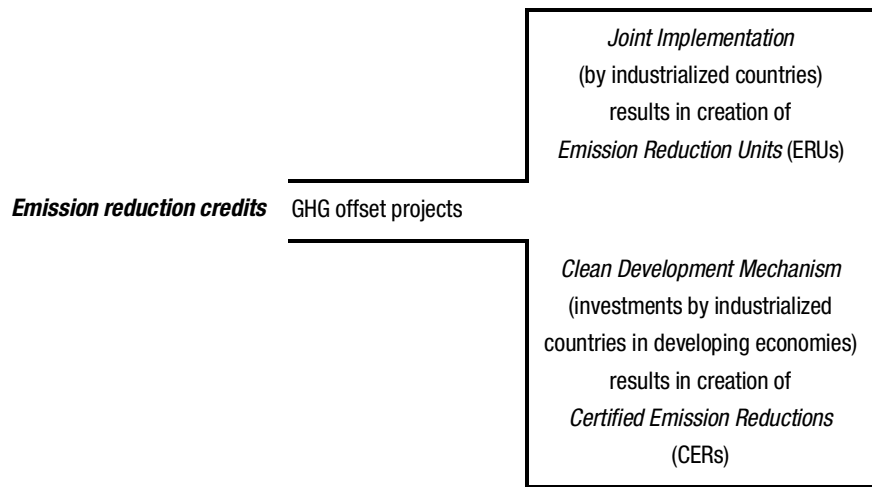 Joint Implementation
(by industrialized countries)
results in creation of
Emission Reduction Units (ERUs)
Emission reduction credits GHG offset projects
Clean Development Mechanism
(investments by industrialized
countries in developing economies)
results in creation of
Certified Emission Reductions
(CERs)